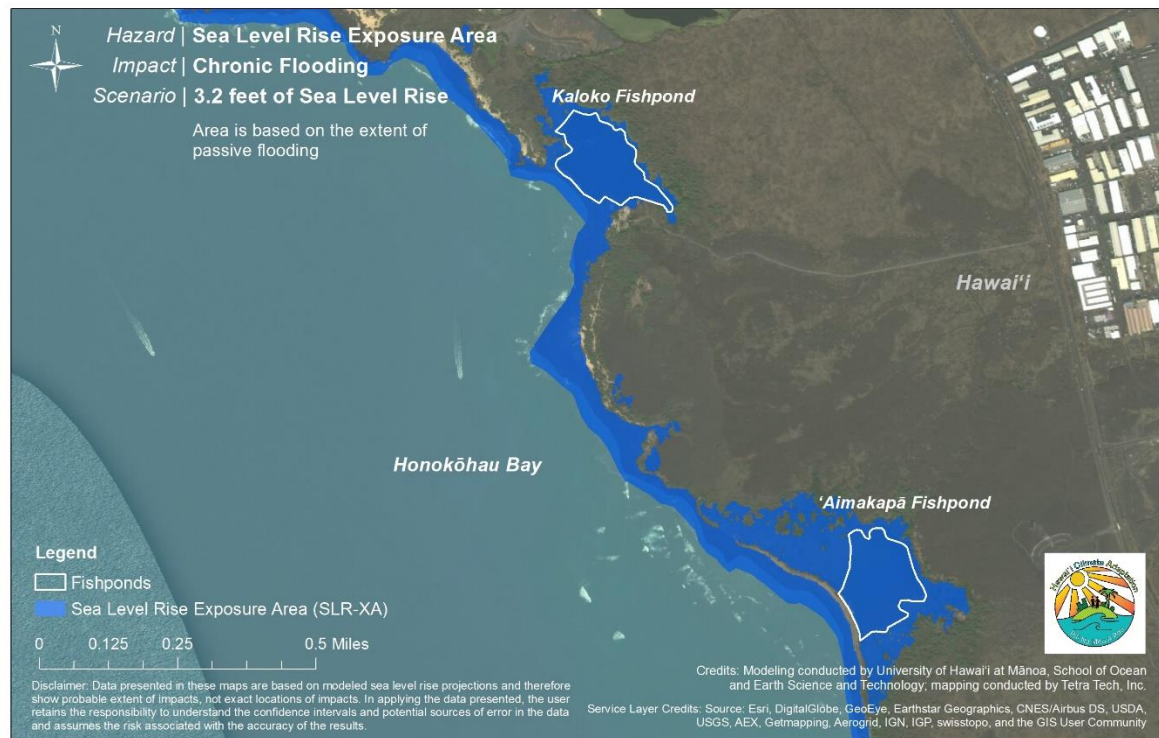 N
Hazard | Sea Level Rise Exposure Area
Impact | Chronic Flooding
Scenario | 3.2 feet of Sea Level Rise
Area is based on the extent of
passive flooding
Kaloko Fishpond
Hawaiʻi
Honokōhau Bay
ʻAimakapā Fishpond
Legend
Fishponds
Sea Level Rise Exposure Area (SLR-XA)
0 0.125 0.25 0.5 Miles
Disclaimer: Data presented in these maps are based on modeled sea level rise projections and therefore
show probable extent of impacts, not exact locations of impacts. In applying the data presented, the user
retains the responsibility to understand the confidence intervals and potential sources of error in the data
and assumes the risk associated with the accuracy of the results.
Hawaiʻi Climate Adaptation
Credits: Modeling conducted by University of Hawaiʻi at Mānoa, School of Ocean
and Earth Science and Technology; mapping conducted by Tetra Tech, Inc.
Service Layer Credits: Source: Esri, DigitalGlobe, GeoEye, Earthstar Geographics, CNES/Airbus DS, USDA,
USGS, AEX, Getmapping, Aerogrid, IGN, IGP, swisstopo, and the GIS User Community